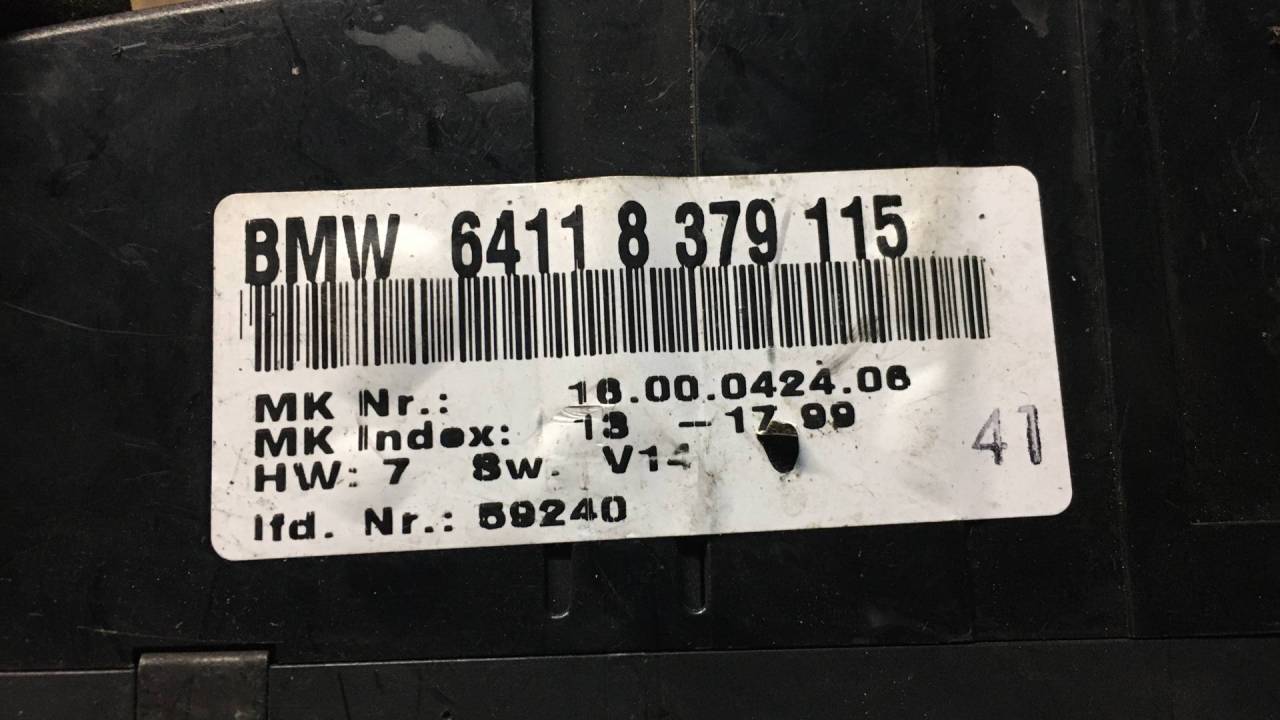 BMW 6411 8 379 115
MK Nr.: 16.00.0424.06
MK Index: 13 - 17 99
HW: 7 Sw. V14
41
lfd. Nr.: 59240